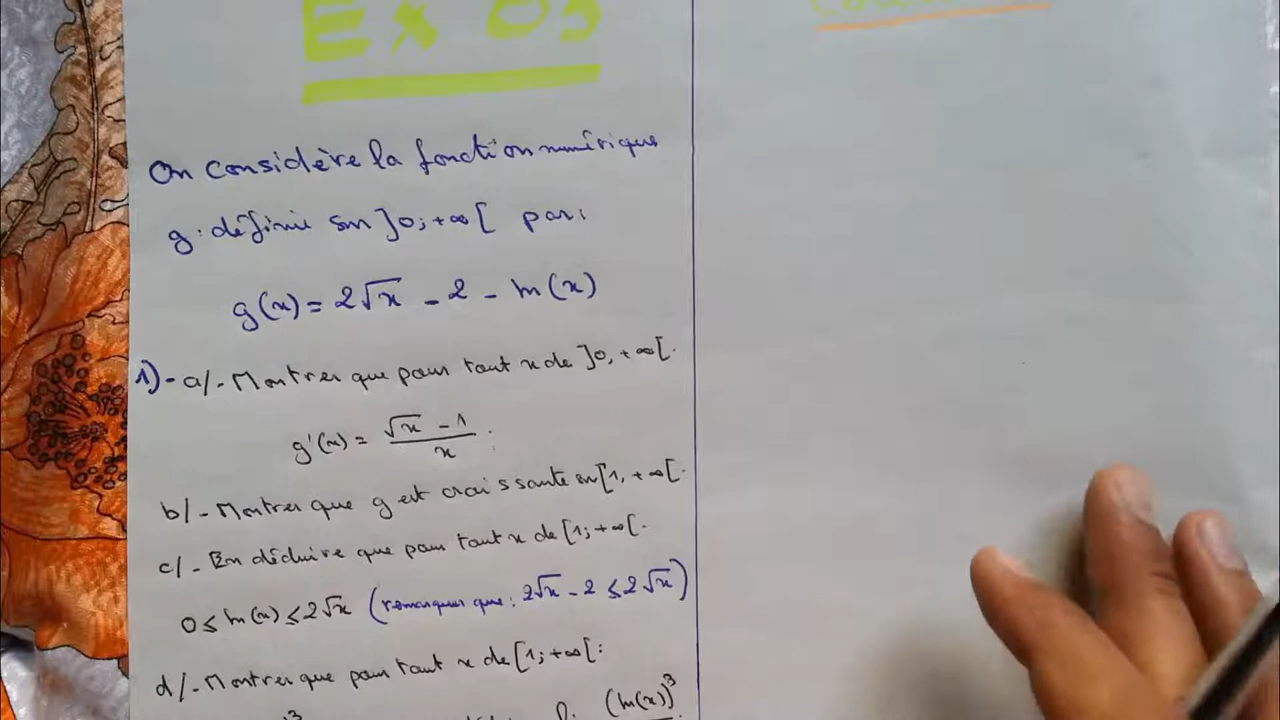 Ex 03
On considère la fonction numérique
g: définie sur ]0; +∞[ par:
g(x) = 2√x - 2 - ln(x)
1)- a/- Montrer que pour tout x de ]0, +∞[.
g'(x) = (√x - 1)/x.
b/- Montrer que g est croissante sur [1, +∞[.
c/- En déduire que pour tout x de [1; +∞[.
0 ≤ ln(x) ≤ 2√x (remarquer que: 2√x - 2 ≤ 2√x)
d/- Montrer que pour tout x de [1; +∞[:
(ln(x))³